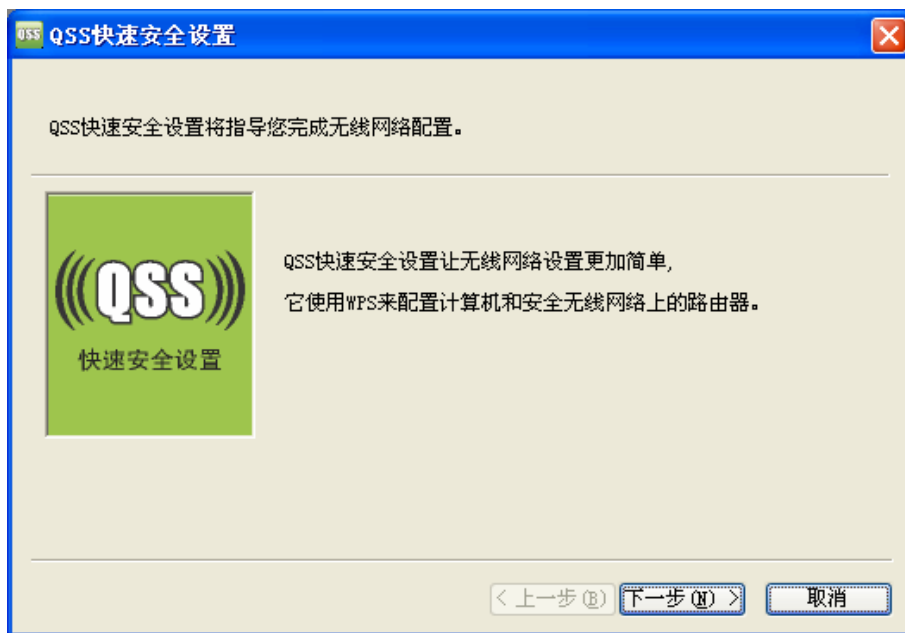 QSS QSS快速安全设置
QSS快速安全设置将指导您完成无线网络配置。
QSS
快速安全设置
QSS快速安全设置让无线网络设置更加简单,
它使用WPS来配置计算机和安全无线网络上的路由器。
< 上一步(B) 下一步(N) > 取消